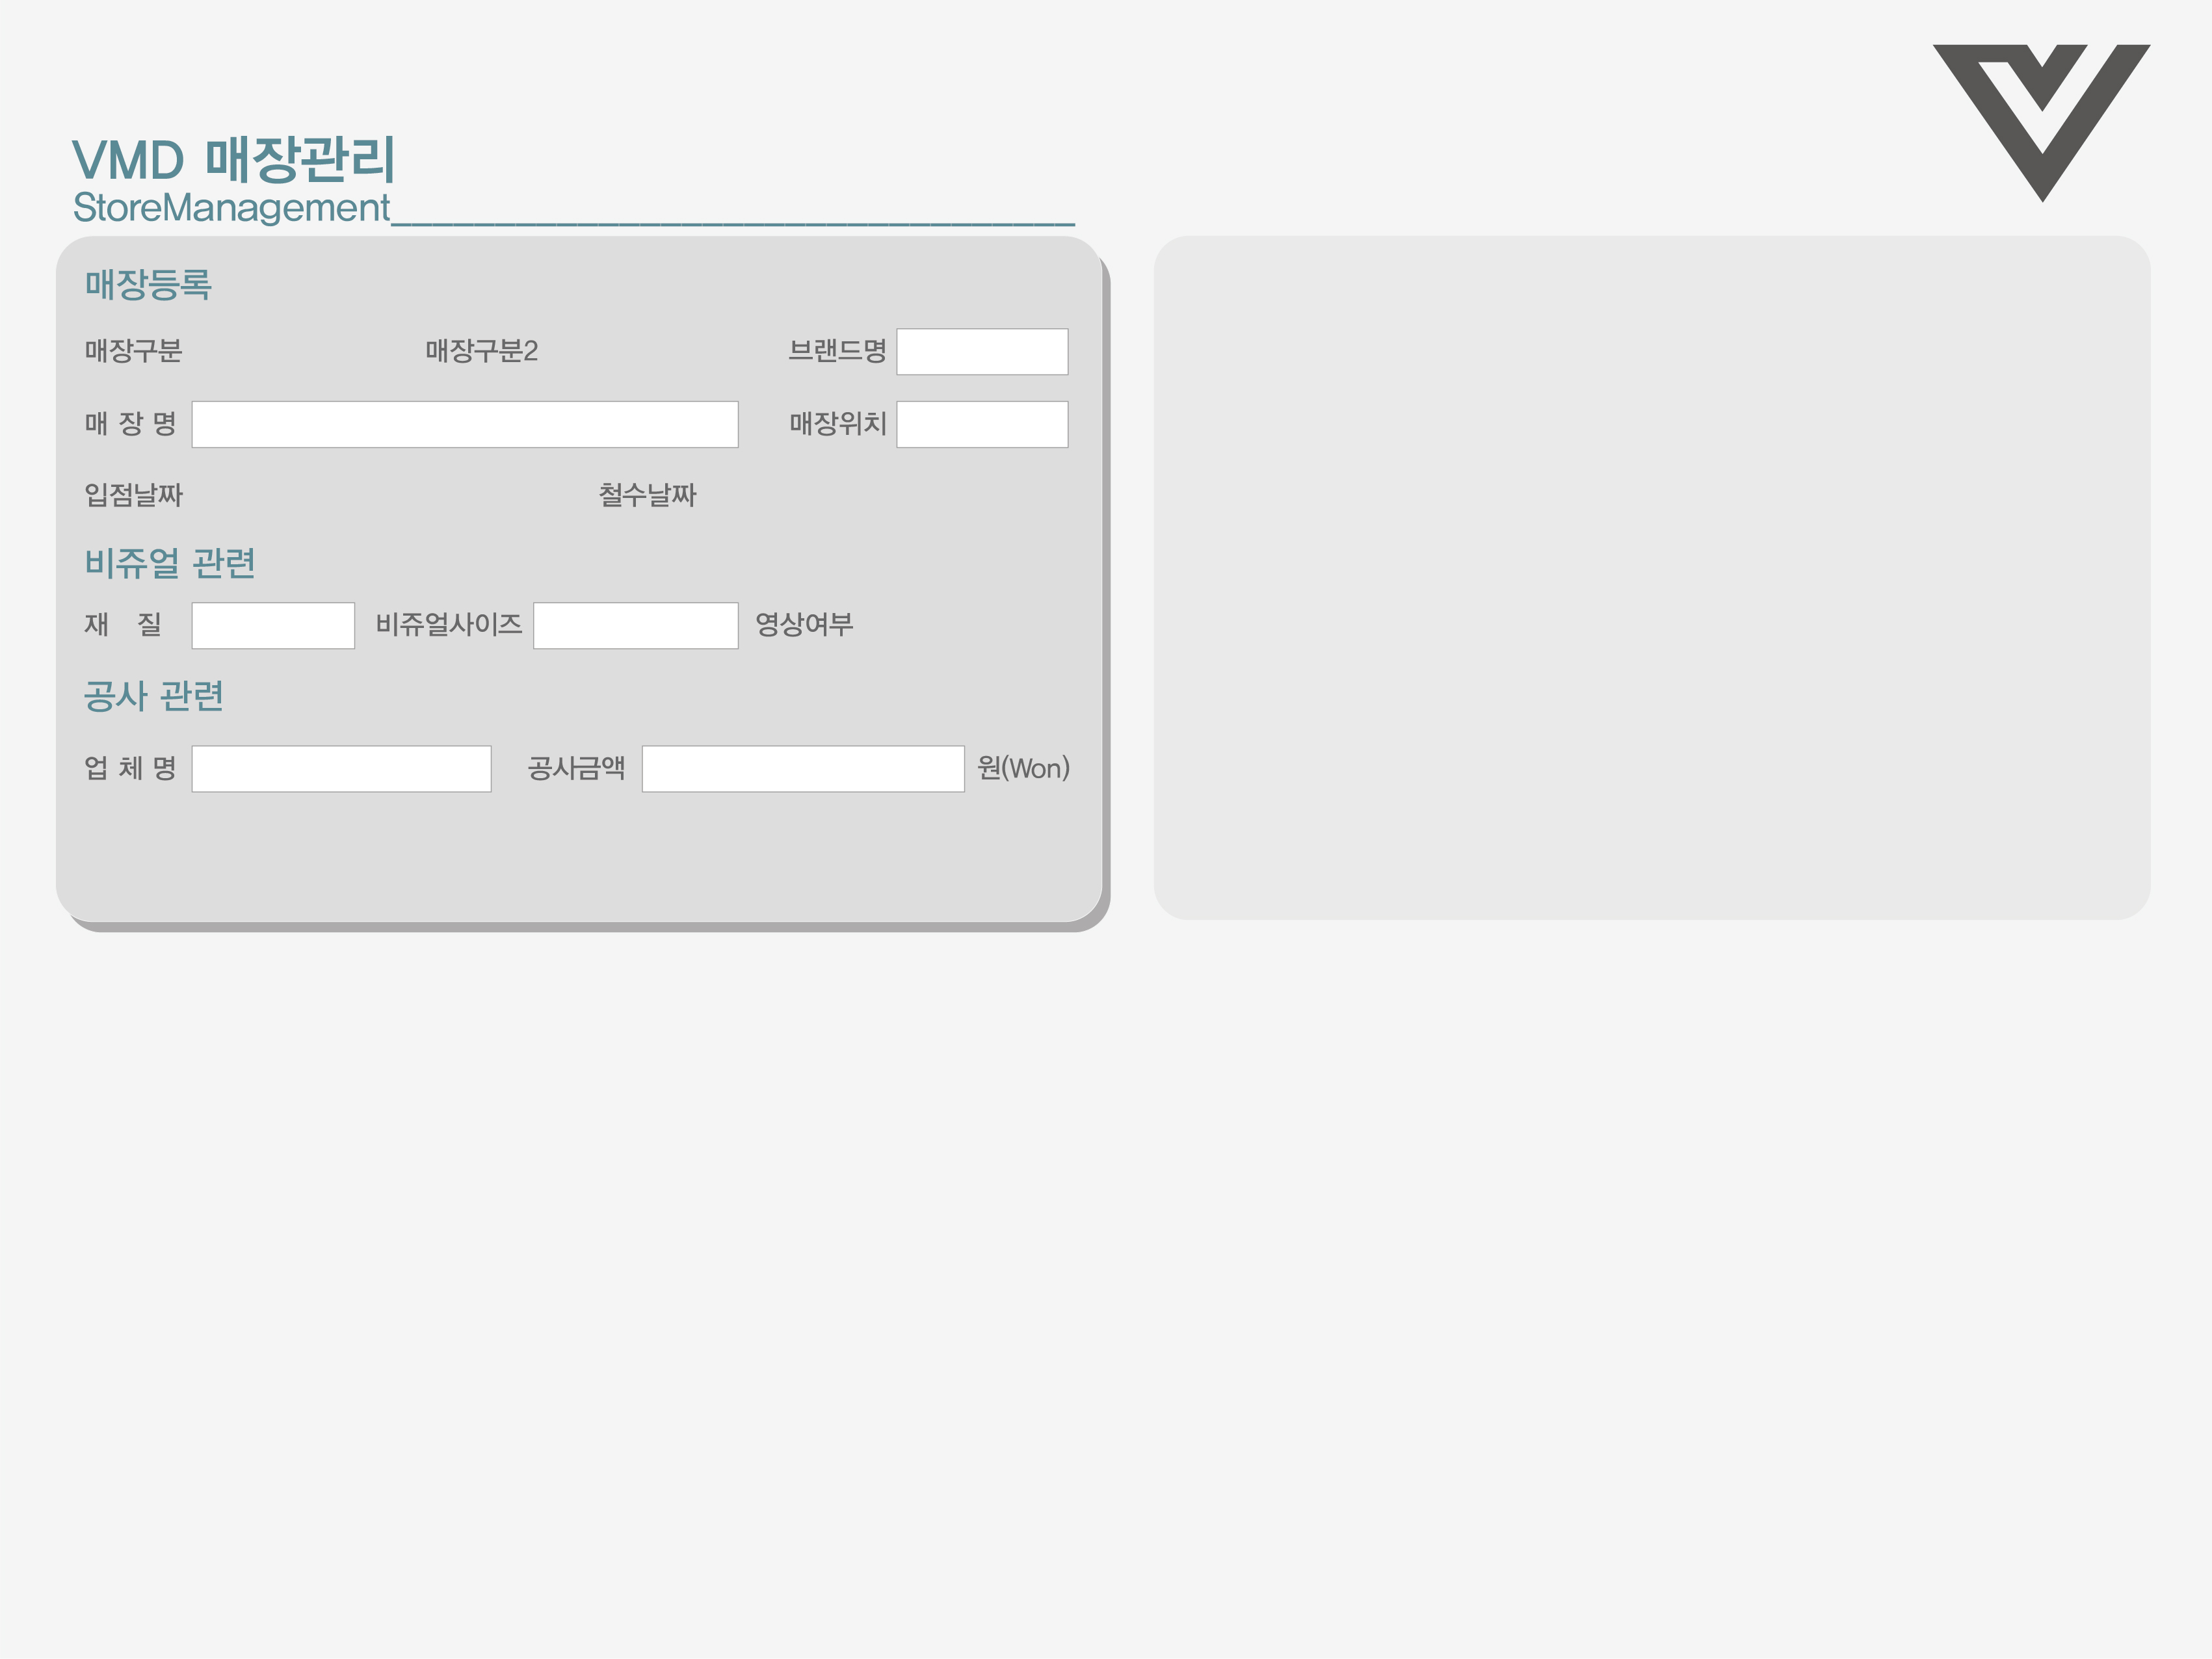 VMD 매장관리
StoreManagement_________________________________
매장등록
매장구분 매장구분2 브랜드명
매 장 명 매장위치
입점날짜 철수날짜
비주얼 관련
재 질 비주얼사이즈 영상여부
공사 관련
업 체 명 공사금액 원(Won)